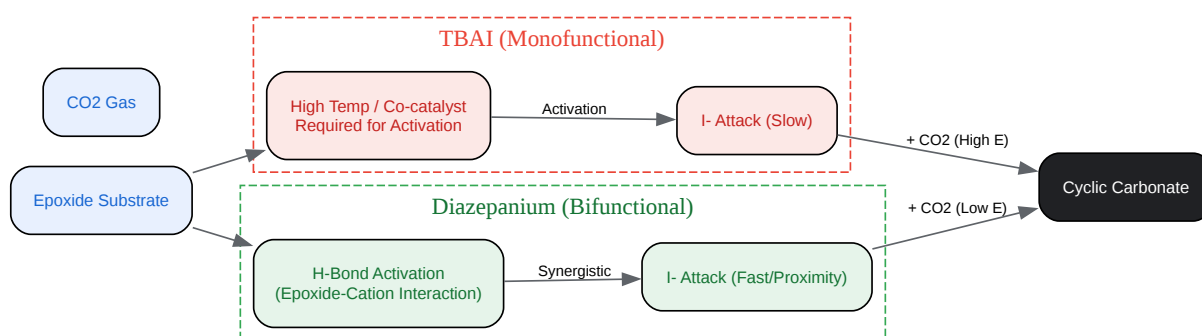 TBAI (Monofunctional)
CO2 Gas
High Temp / Co-catalyst
Required for Activation
Activation
I- Attack (Slow)
+ CO2 (High E)
Epoxide Substrate
Cyclic Carbonate
Diazepanium (Bifunctional)
+ CO2 (Low E)
H-Bond Activation
(Epoxide-Cation Interaction)
Synergistic
I- Attack (Fast/Proximity)